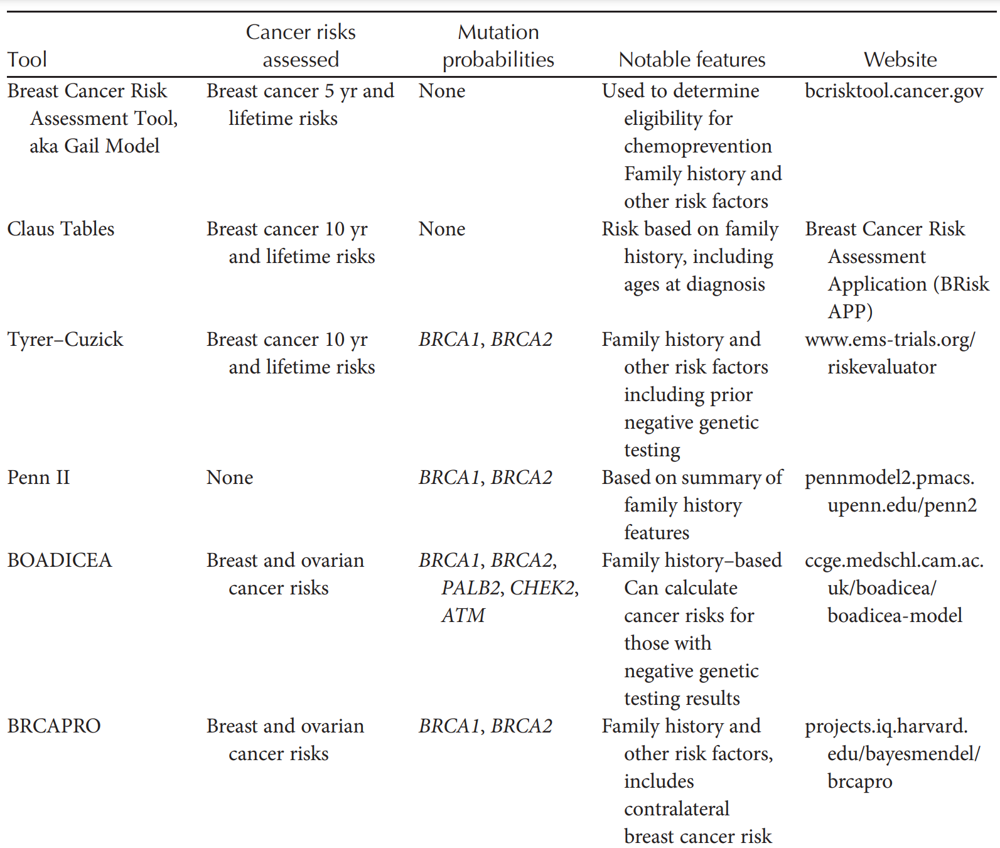 Tool
Cancer risks
assessed
Mutation
probabilities
Notable features
Website
Breast Cancer Risk
Assessment Tool,
aka Gail Model
Breast cancer 5 yr and
lifetime risks
None
Used to determine
eligibility for
chemoprevention
Family history and
other risk factors
bcrisktool.cancer.gov
Claus Tables
Breast cancer 10 yr
and lifetime risks
None
Risk based on family
history, including
ages at diagnosis
Breast Cancer Risk
Assessment
Application (BRisk
APP)
Tyrer–Cuzick
Breast cancer 10 yr
and lifetime risks
BRCA1, BRCA2
Family history and
other risk factors
including prior
negative genetic
testing
www.ems-trials.org/
riskevaluator
Penn II
None
BRCA1, BRCA2
Based on summary of
family history
features
pennmodel2.pmacs.
upenn.edu/penn2
BOADICEA
Breast and ovarian
cancer risks
BRCA1, BRCA2,
PALB2, CHEK2,
ATM
Family history–based
Can calculate
cancer risks for
those with
negative genetic
testing results
ccge.medschl.cam.ac.
uk/boadicea/
boadicea-model
BRCAPRO
Breast and ovarian
cancer risks
BRCA1, BRCA2
Family history and
other risk factors,
includes
contralateral
breast cancer risk
projects.iq.harvard.
edu/bayesmendel/
brcapro